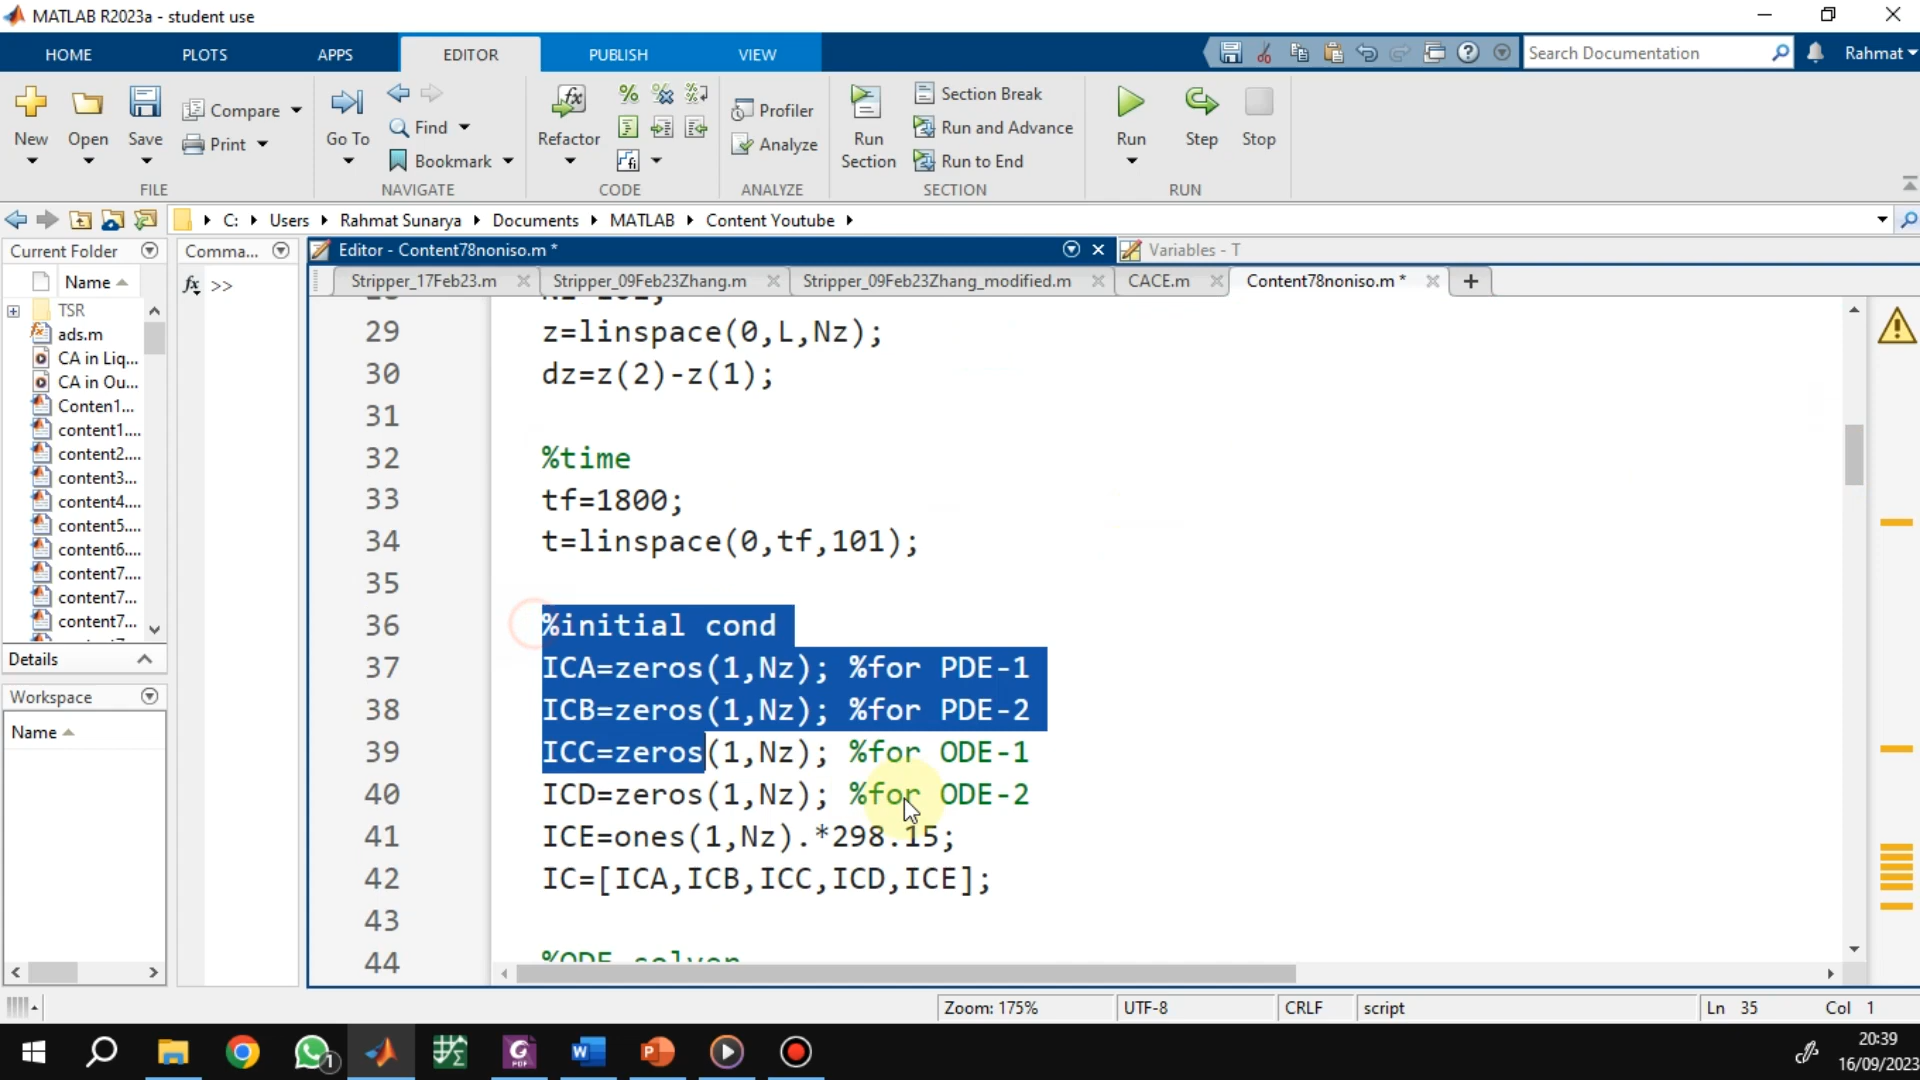 MATLAB R2023a - student use
HOME PLOTS APPS EDITOR PUBLISH VIEW Search Documentation Rahmat
New Open Save Compare Print Go To Find Bookmark Refactor Profiler Analyze Run Section Section Break Run and Advance Run to End Run Step Stop
FILE NAVIGATE CODE ANALYZE SECTION RUN
C: Users Rahmat Sunarya Documents MATLAB Content Youtube
Current Folder Comma... Editor - Content78noniso.m * Variables - T
Name fx >> Stripper_17Feb23.m Stripper_09Feb23Zhang.m Stripper_09Feb23Zhang_modified.m CACE.m Content78noniso.m *
TSR
ads.m
CA in Liq...
CA in Ou...
Conten1...
content1....
content2....
content3...
content4....
content5....
content6....
content7....
content7...
content7...
Details
Workspace
Name
29 z=linspace(0,L,Nz);
30 dz=z(2)-z(1);
31
32 %time
33 tf=1800;
34 t=linspace(0,tf,101);
35
36 %initial cond
37 ICA=zeros(1,Nz); %for PDE-1
38 ICB=zeros(1,Nz); %for PDE-2
39 ICC=zeros(1,Nz); %for ODE-1
40 ICD=zeros(1,Nz); %for ODE-2
41 ICE=ones(1,Nz).*298.15;
42 IC=[ICA,ICB,ICC,ICD,ICE];
43
44 %ODE solver
Zoom: 175% UTF-8 CRLF script Ln 35 Col 1
20:39
16/09/2023